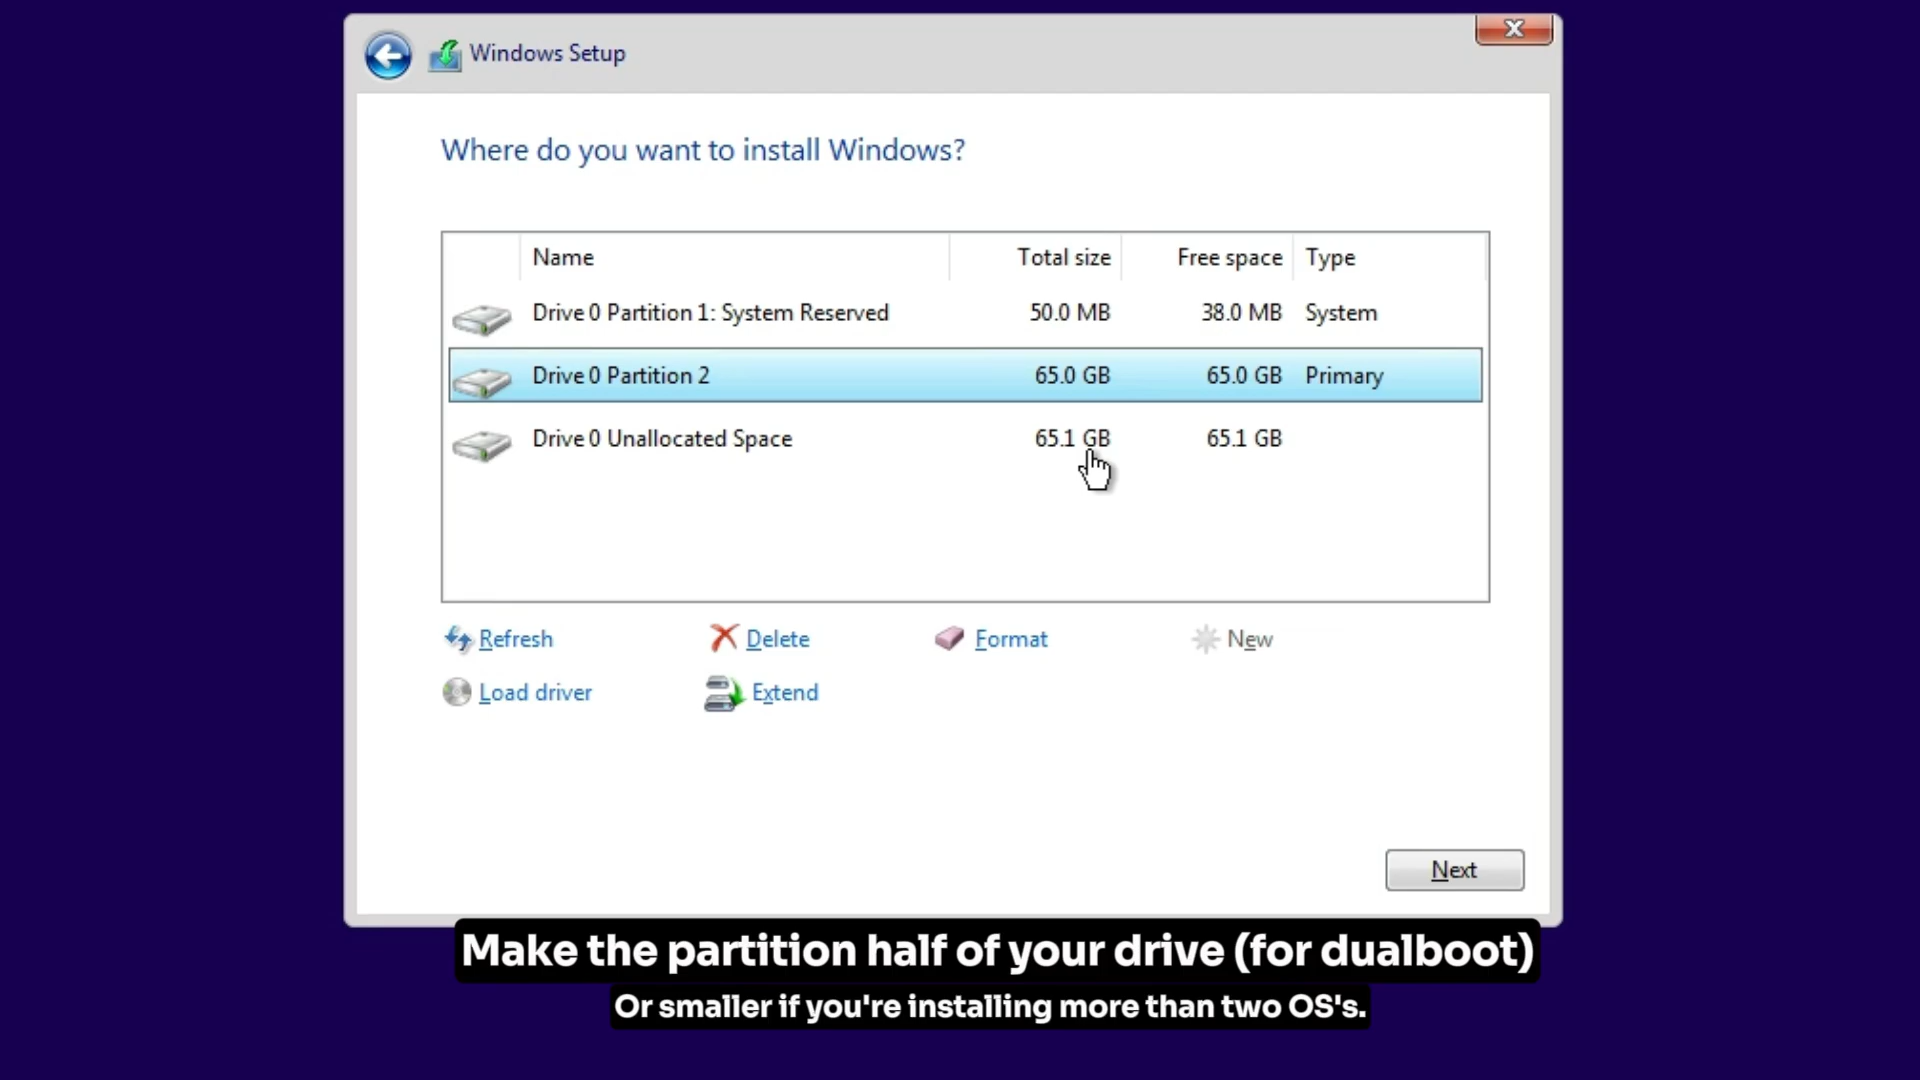 Windows Setup
Where do you want to install Windows?
Name Total size Free space Type
Drive 0 Partition 1: System Reserved 50.0 MB 38.0 MB System
Drive 0 Partition 2 65.0 GB 65.0 GB Primary
Drive 0 Unallocated Space 65.1 GB 65.1 GB
Refresh Delete Format New
Load driver Extend
Next
Make the partition half of your drive (for dualboot)
Or smaller if you're installing more than two OS's.